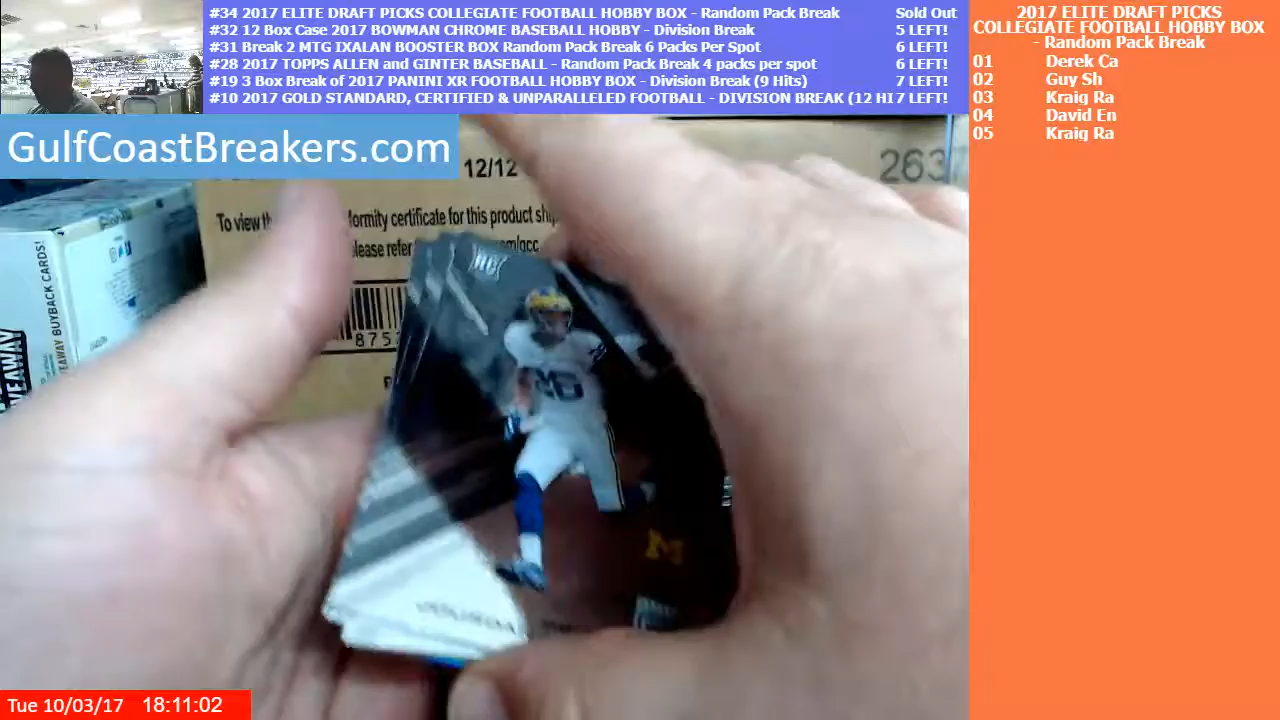 #34 2017 ELITE DRAFT PICKS COLLEGIATE FOOTBALL HOBBY BOX - Random Pack Break Sold Out
#32 12 Box Case 2017 BOWMAN CHROME BASEBALL HOBBY - Division Break 5 LEFT!
#31 Break 2 MTG IXALAN BOOSTER BOX Random Pack Break 6 Packs Per Spot 6 LEFT!
#28 2017 TOPPS ALLEN and GINTER BASEBALL - Random Pack Break 4 packs per spot 6 LEFT!
#19 3 Box Break of 2017 PANINI XR FOOTBALL HOBBY BOX - Division Break (9 Hits) 7 LEFT!
#10 2017 GOLD STANDARD, CERTIFIED & UNPARALLELED FOOTBALL - DIVISION BREAK (12 HI 7 LEFT!
2017 ELITE DRAFT PICKS
COLLEGIATE FOOTBALL HOBBY BOX
- Random Pack Break
01 Derek Ca
02 Guy Sh
03 Kraig Ra
04 David En
05 Kraig Ra
GulfCoastBreakers.com
12/12
263
To view th formity certificate for this product ship
lease refer
875
AWAY BUYBACK CARDS!
EAWAY
26
M
Tue 10/03/17 18:11:02